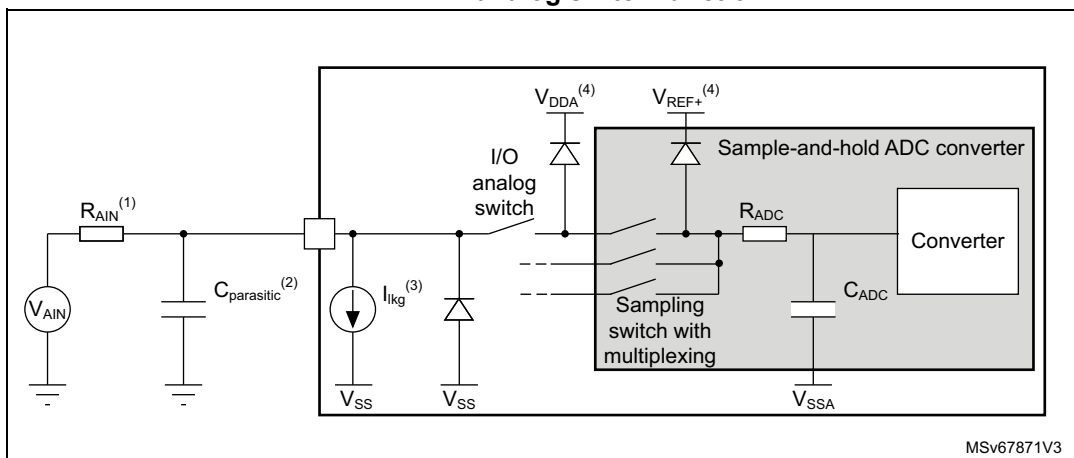 V_DDA^(4)
V_REF+^(4)
Sample-and-hold ADC converter
I/O
analog
switch
R_AIN^(1)
R_ADC
Converter
V_AIN
C_parasitic^(2)
I_lkg^(3)
C_ADC
Sampling
switch with
multiplexing
V_SS
V_SS
V_SSA
MSv67871V3